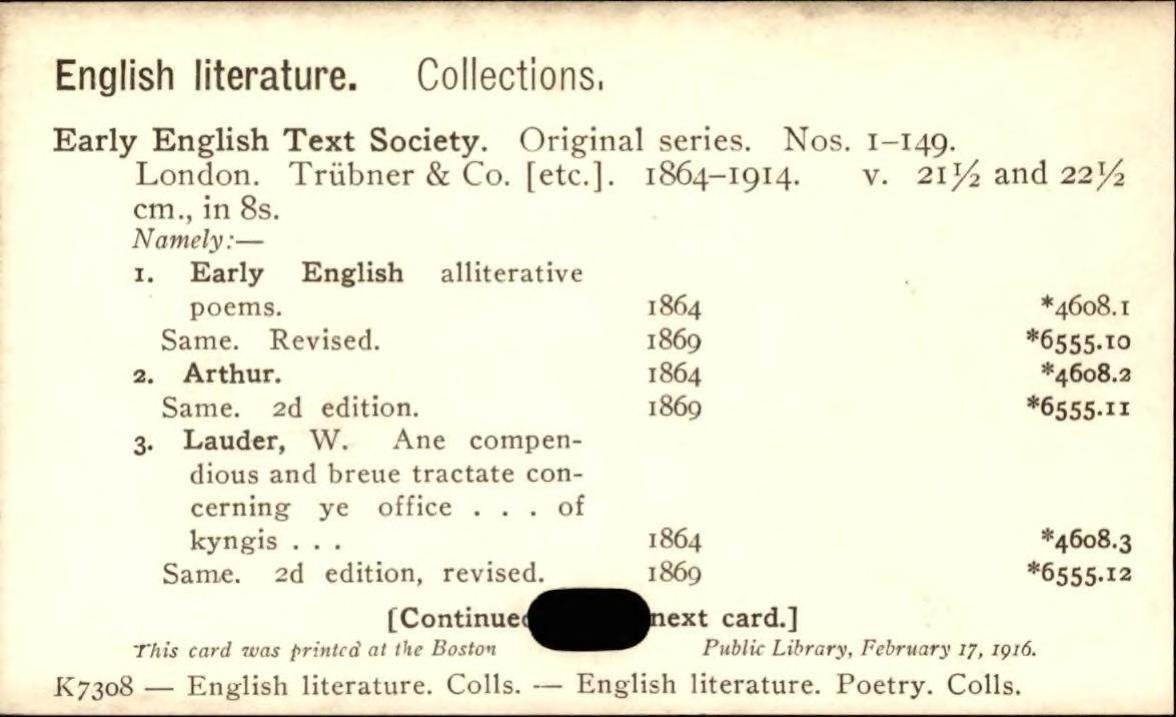 English literature. Collections.
Early English Text Society. Original series. Nos. 1–149.
London. Trübner & Co. [etc.]. 1864–1914. v. 21½ and 22½
cm., in 8s.
Namely:—
1. Early English alliterative
poems. 1864 *4608.1
Same. Revised. 1869 *6555.10
2. Arthur. 1864 *4608.2
Same. 2d edition. 1869 *6555.11
3. Lauder, W. Ane compen-
dious and breue tractate con-
cerning ye office . . . of
kyngis . . . 1864 *4608.3
Same. 2d edition, revised. 1869 *6555.12
[Continued next card.]
This card was printed at the Boston Public Library, February 17, 1916.
K7308 — English literature. Colls. — English literature. Poetry. Colls.